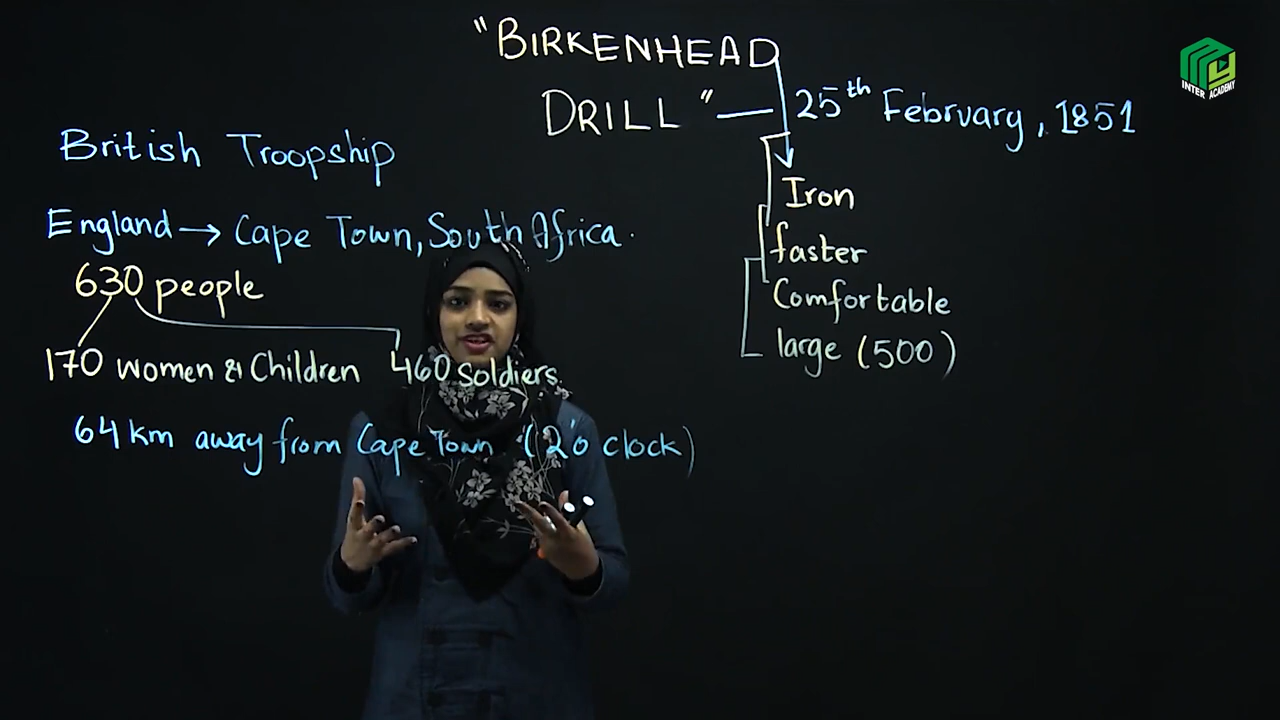 "BIRKENHEAD
DRILL" — 25th February, 1851
British Troopship
England → Cape Town, South Africa.
630 people
170 women & Children 460 Soldiers.
64 km away from Cape Town (2'o clock)
Iron
faster
Comfortable
large (500)
MY
INTER ACADEMY